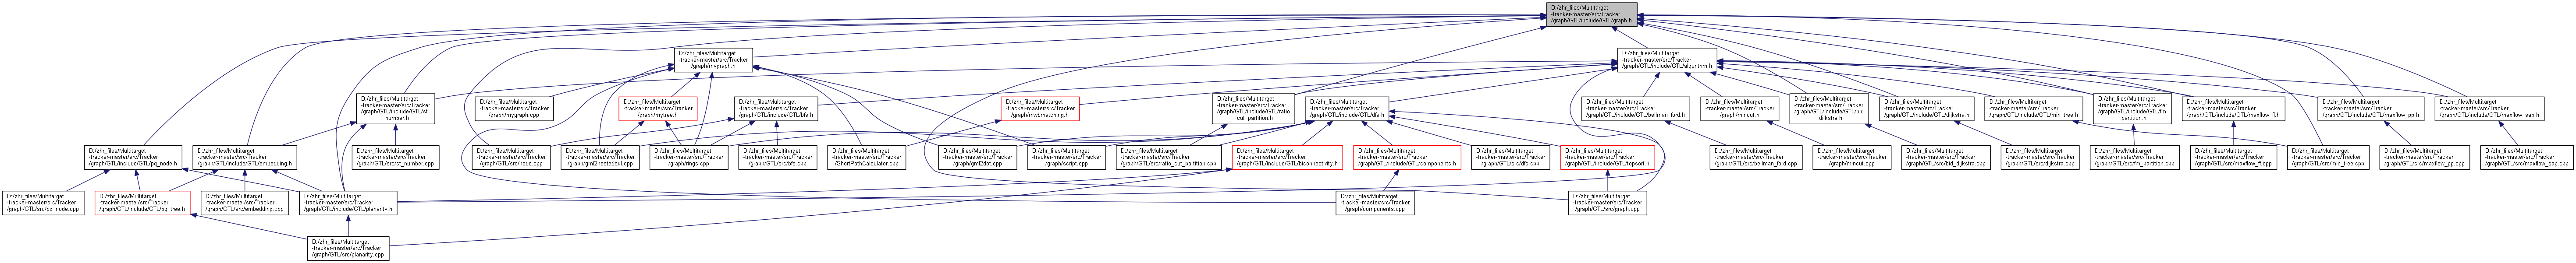 D:/zhr_files/Multitarget
-tracker-master/src/Tracker
/graph/GTL/include/GTL/graph.h
D:/zhr_files/Multitarget
-tracker-master/src/Tracker
/graph/mygraph.h
D:/zhr_files/Multitarget
-tracker-master/src/Tracker
/graph/GTL/include/GTL/algorithm.h
D:/zhr_files/Multitarget
-tracker-master/src/Tracker
/graph/GTL/include/GTL/st
_number.h
D:/zhr_files/Multitarget
-tracker-master/src/Tracker
/graph/mygraph.cpp
D:/zhr_files/Multitarget
-tracker-master/src/Tracker
/graph/mytree.h
D:/zhr_files/Multitarget
-tracker-master/src/Tracker
/graph/GTL/include/GTL/bfs.h
D:/zhr_files/Multitarget
-tracker-master/src/Tracker
/graph/mwbmatching.h
D:/zhr_files/Multitarget
-tracker-master/src/Tracker
/graph/GTL/include/GTL/ratio
_cut_partition.h
D:/zhr_files/Multitarget
-tracker-master/src/Tracker
/graph/GTL/include/GTL/dfs.h
D:/zhr_files/Multitarget
-tracker-master/src/Tracker
/graph/GTL/include/GTL/bellman_ford.h
D:/zhr_files/Multitarget
-tracker-master/src/Tracker
/graph/mincut.h
D:/zhr_files/Multitarget
-tracker-master/src/Tracker
/graph/GTL/include/GTL/bid
_dijkstra.h
D:/zhr_files/Multitarget
-tracker-master/src/Tracker
/graph/GTL/include/GTL/dijkstra.h
D:/zhr_files/Multitarget
-tracker-master/src/Tracker
/graph/GTL/include/GTL/min_tree.h
D:/zhr_files/Multitarget
-tracker-master/src/Tracker
/graph/GTL/include/GTL/fm
_partition.h
D:/zhr_files/Multitarget
-tracker-master/src/Tracker
/graph/GTL/include/GTL/maxflow_ff.h
D:/zhr_files/Multitarget
-tracker-master/src/Tracker
/graph/GTL/include/GTL/maxflow_pp.h
D:/zhr_files/Multitarget
-tracker-master/src/Tracker
/graph/GTL/include/GTL/maxflow_sap.h
D:/zhr_files/Multitarget
-tracker-master/src/Tracker
/graph/GTL/include/GTL/pq_node.h
D:/zhr_files/Multitarget
-tracker-master/src/Tracker
/graph/GTL/include/GTL/embedding.h
D:/zhr_files/Multitarget
-tracker-master/src/Tracker
/graph/GTL/src/st_number.cpp
D:/zhr_files/Multitarget
-tracker-master/src/Tracker
/graph/GTL/src/node.cpp
D:/zhr_files/Multitarget
-tracker-master/src/Tracker
/graph/gml2nestedsql.cpp
D:/zhr_files/Multitarget
-tracker-master/src/Tracker
/graph/rings.cpp
D:/zhr_files/Multitarget
-tracker-master/src/Tracker
/graph/GTL/src/bfs.cpp
D:/zhr_files/Multitarget
-tracker-master/src/Tracker
/ShortPathCalculator.cpp
D:/zhr_files/Multitarget
-tracker-master/src/Tracker
/graph/gml2dot.cpp
D:/zhr_files/Multitarget
-tracker-master/src/Tracker
/graph/script.cpp
D:/zhr_files/Multitarget
-tracker-master/src/Tracker
/graph/GTL/src/ratio_cut_partition.cpp
D:/zhr_files/Multitarget
-tracker-master/src/Tracker
/graph/GTL/include/GTL/biconnectivity.h
D:/zhr_files/Multitarget
-tracker-master/src/Tracker
/graph/GTL/include/GTL/components.h
D:/zhr_files/Multitarget
-tracker-master/src/Tracker
/graph/GTL/src/dfs.cpp
D:/zhr_files/Multitarget
-tracker-master/src/Tracker
/graph/GTL/include/GTL/topsort.h
D:/zhr_files/Multitarget
-tracker-master/src/Tracker
/graph/GTL/src/bellman_ford.cpp
D:/zhr_files/Multitarget
-tracker-master/src/Tracker
/graph/mincut.cpp
D:/zhr_files/Multitarget
-tracker-master/src/Tracker
/graph/GTL/src/bid_dijkstra.cpp
D:/zhr_files/Multitarget
-tracker-master/src/Tracker
/graph/GTL/src/dijkstra.cpp
D:/zhr_files/Multitarget
-tracker-master/src/Tracker
/graph/GTL/src/fm_partition.cpp
D:/zhr_files/Multitarget
-tracker-master/src/Tracker
/graph/GTL/src/maxflow_ff.cpp
D:/zhr_files/Multitarget
-tracker-master/src/Tracker
/graph/GTL/src/min_tree.cpp
D:/zhr_files/Multitarget
-tracker-master/src/Tracker
/graph/GTL/src/maxflow_pp.cpp
D:/zhr_files/Multitarget
-tracker-master/src/Tracker
/graph/GTL/src/maxflow_sap.cpp
D:/zhr_files/Multitarget
-tracker-master/src/Tracker
/graph/GTL/src/pq_node.cpp
D:/zhr_files/Multitarget
-tracker-master/src/Tracker
/graph/GTL/include/GTL/pq_tree.h
D:/zhr_files/Multitarget
-tracker-master/src/Tracker
/graph/GTL/src/embedding.cpp
D:/zhr_files/Multitarget
-tracker-master/src/Tracker
/graph/GTL/include/GTL/planarity.h
D:/zhr_files/Multitarget
-tracker-master/src/Tracker
/graph/components.cpp
D:/zhr_files/Multitarget
-tracker-master/src/Tracker
/graph/GTL/src/graph.cpp
D:/zhr_files/Multitarget
-tracker-master/src/Tracker
/graph/GTL/src/planarity.cpp